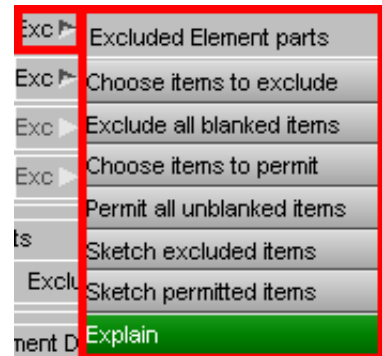 Exc
Excluded Element parts
Exc
Choose items to exclude
Exc
Exclude all blanked items
Exc
Choose items to permit
Permit all unblanked items
ts
Sketch excluded items
Exclu
Sketch permitted items
ment D
Explain